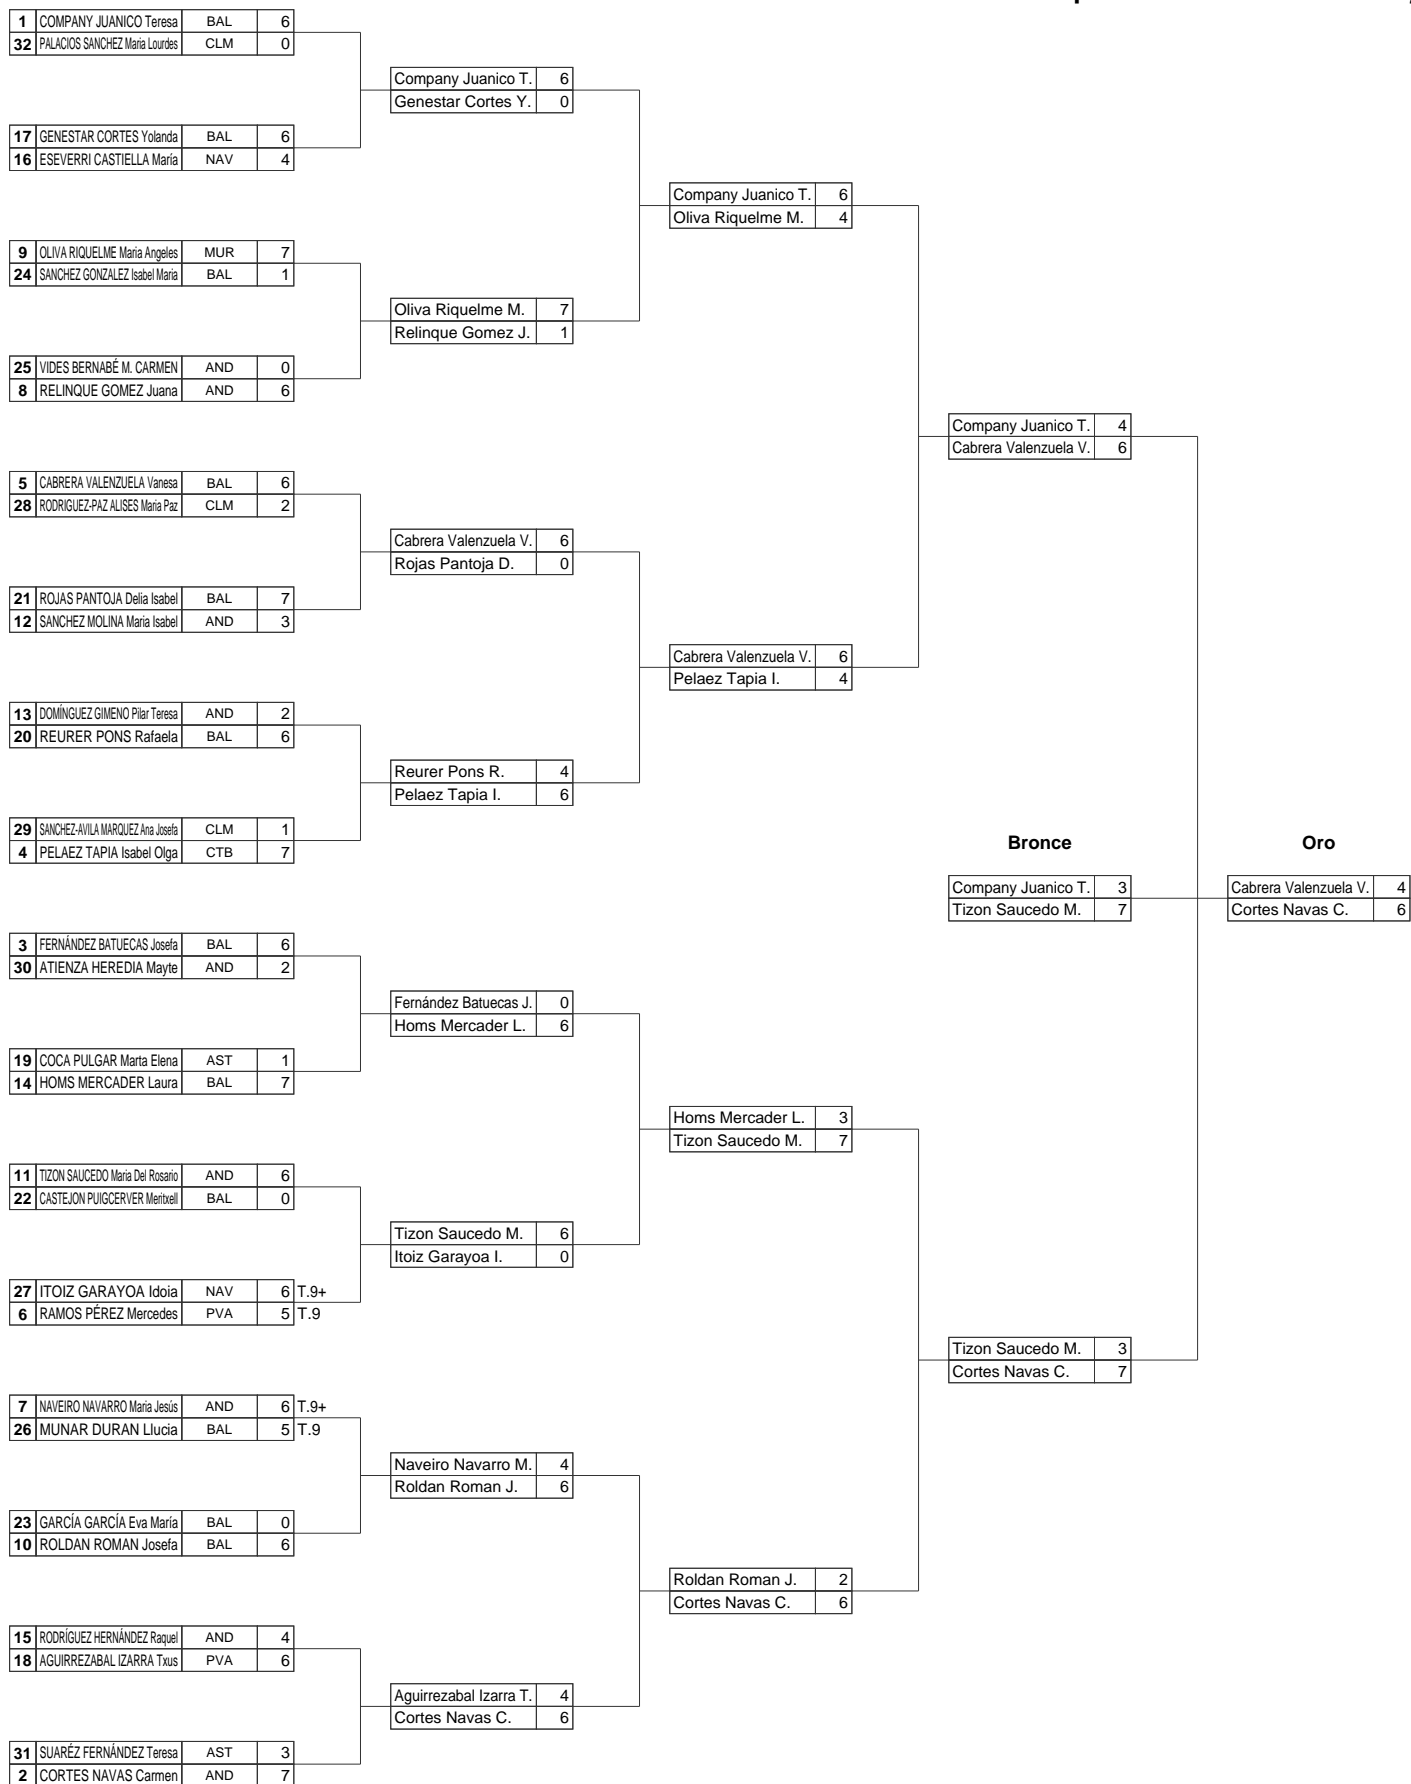 1 COMPANY JUANICO Teresa BAL 6
32 PALACIOS SANCHEZ Maria Lourdes CLM 0
Company Juanico T. 6
Genestar Cortes Y. 0
17 GENESTAR CORTES Yolanda BAL 6
16 ESEVERRI CASTIELLA María NAV 4
Company Juanico T. 6
Oliva Riquelme M. 4
9 OLIVA RIQUELME Maria Angeles MUR 7
24 SANCHEZ GONZALEZ Isabel Maria BAL 1
Oliva Riquelme M. 7
Relinque Gomez J. 1
25 VIDES BERNABÉ M. CARMEN AND 0
8 RELINQUE GOMEZ Juana AND 6
Company Juanico T. 4
Cabrera Valenzuela V. 6
5 CABRERA VALENZUELA Vanesa BAL 6
28 RODRIGUEZ-PAZ ALISES Maria Paz CLM 2
Cabrera Valenzuela V. 6
Rojas Pantoja D. 0
21 ROJAS PANTOJA Delia Isabel BAL 7
12 SANCHEZ MOLINA Maria Isabel AND 3
Cabrera Valenzuela V. 6
Pelaez Tapia I. 4
13 DOMÍNGUEZ GIMENO Pilar Teresa AND 2
20 REURER PONS Rafaela BAL 6
Reurer Pons R. 4
Pelaez Tapia I. 6
29 SANCHEZ-AVILA MARQUEZ Ana Josefa CLM 1
4 PELAEZ TAPIA Isabel Olga CTB 7
Bronce Oro
Company Juanico T. 3 Cabrera Valenzuela V. 4
Tizon Saucedo M. 7 Cortes Navas C. 6
3 FERNÁNDEZ BATUECAS Josefa BAL 6
30 ATIENZA HEREDIA Mayte AND 2
Fernández Batuecas J. 0
Homs Mercader L. 6
19 COCA PULGAR Marta Elena AST 1
14 HOMS MERCADER Laura BAL 7
Homs Mercader L. 3
Tizon Saucedo M. 7
11 TIZON SAUCEDO Maria Del Rosario AND 6
22 CASTEJON PUIGCERVER Meritxell BAL 0
Tizon Saucedo M. 6
Itoiz Garayoa I. 0
27 ITOIZ GARAYOA Idoia NAV 6 T.9+
6 RAMOS PÉREZ Mercedes PVA 5 T.9
Tizon Saucedo M. 3
Cortes Navas C. 7
7 NAVEIRO NAVARRO Maria Jesús AND 6 T.9+
26 MUNAR DURAN Llucia BAL 5 T.9
Naveiro Navarro M. 4
Roldan Roman J. 6
23 GARCÍA GARCÍA Eva María BAL 0
10 ROLDAN ROMAN Josefa BAL 6
Roldan Roman J. 2
Cortes Navas C. 6
15 RODRÍGUEZ HERNÁNDEZ Raquel AND 4
18 AGUIRREZABAL IZARRA Txus PVA 6
Aguirrezabal Izarra T. 4
Cortes Navas C. 6
31 SUARÉZ FERNÁNDEZ Teresa AST 3
2 CORTES NAVAS Carmen AND 7